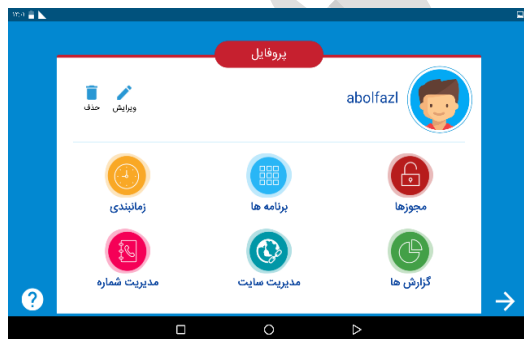 ۱۳:۰۱
پروفایل
abolfazl
ویرایش
حذف
مجوزها
برنامه ها
زمانبندی
گزارش ها
مدیریت سایت
مدیریت شماره
?